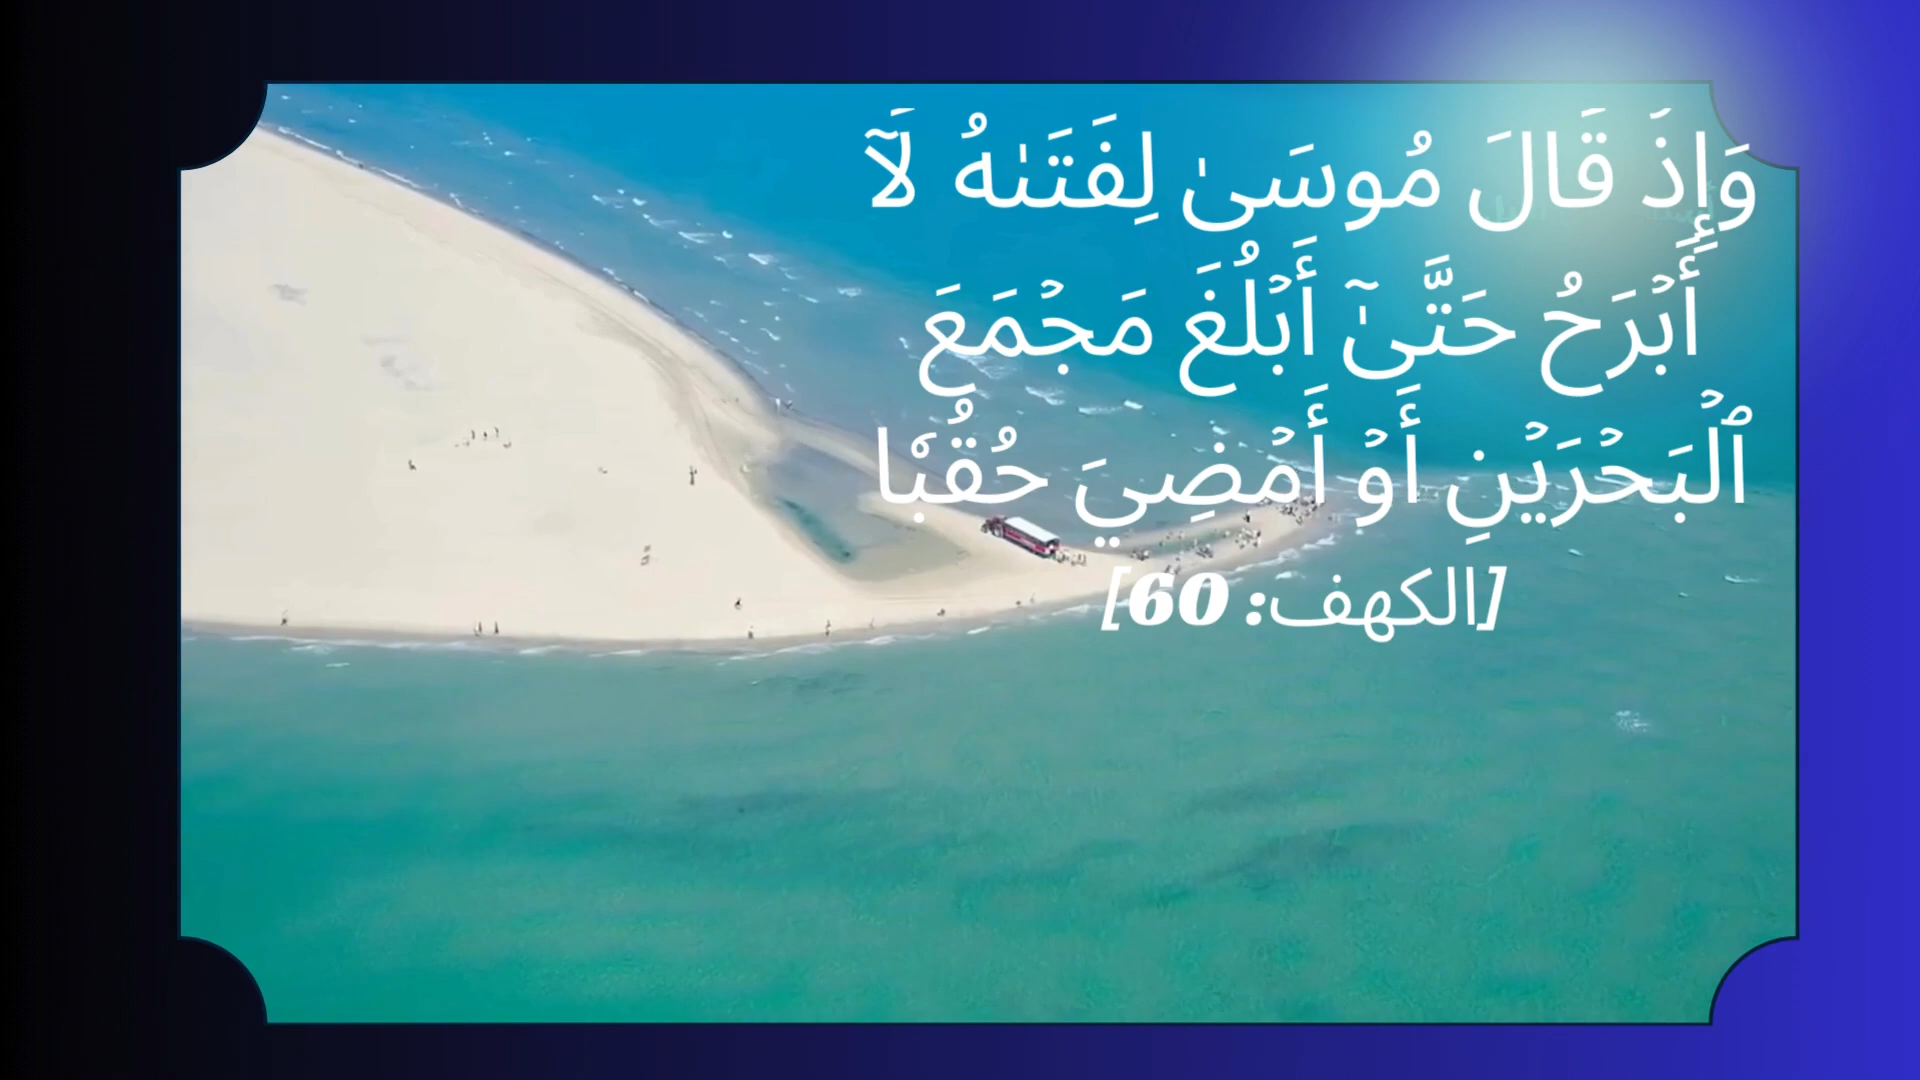 وَإِذۡ قَالَ مُوسَىٰ لِفَتَىٰهُ لَآ
أَبۡرَحُ حَتَّىٰٓ أَبۡلُغَ مَجۡمَعَ
ٱلۡبَحۡرَيۡنِ أَوۡ أَمۡضِيَ حُقُبٗا
[الكهف: 60]